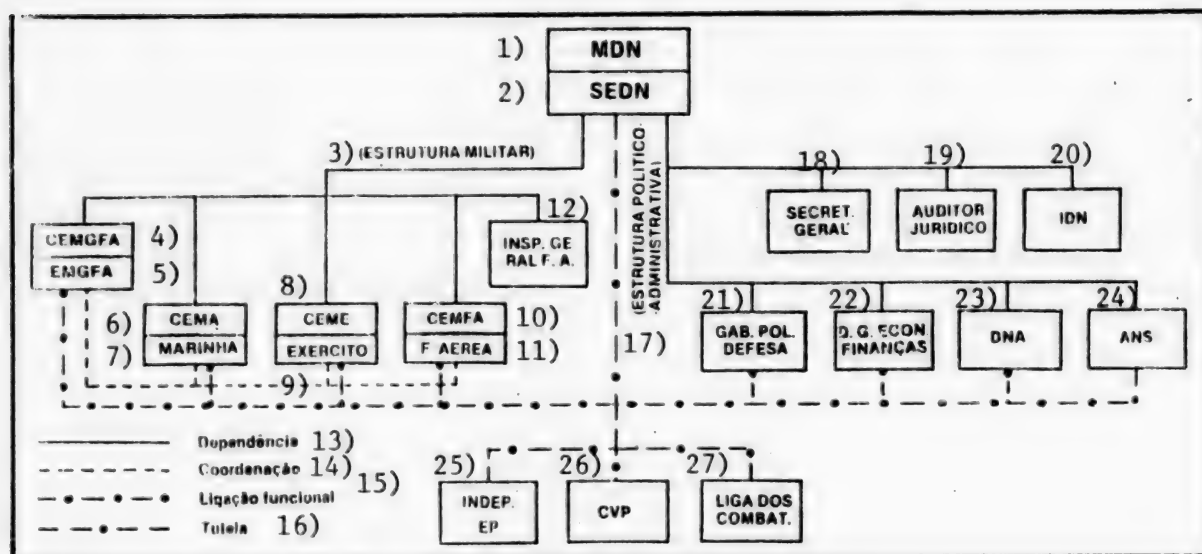 1) MDN
2) SEDN
3) (ESTRUTURA MILITAR)
(ESTRUTURA POLITICO-
ADMINISTRATIVA)
18) 19) 20)
SECRET.
GERAL
AUDITOR
JURIDICO
IDN
12)
INSP. GE
RAL F. A.
CEMGFA 4)
EMGFA 5)
8)
6) CEMA
7) MARINHA
CEME
EXERCITO
CEMFA 10)
F AEREA 11)
9)
17)
21) 22) 23) 24)
GAB. POL.
DEFESA
D. G. ECON.
FINANÇAS
DNA
ANS
Dependência 13)
Coordenação 14)
15)
Ligação funcional
Tutela 16)
25) 26) 27)
INDEP.
EP
CVP
LIGA DOS
COMBAT.